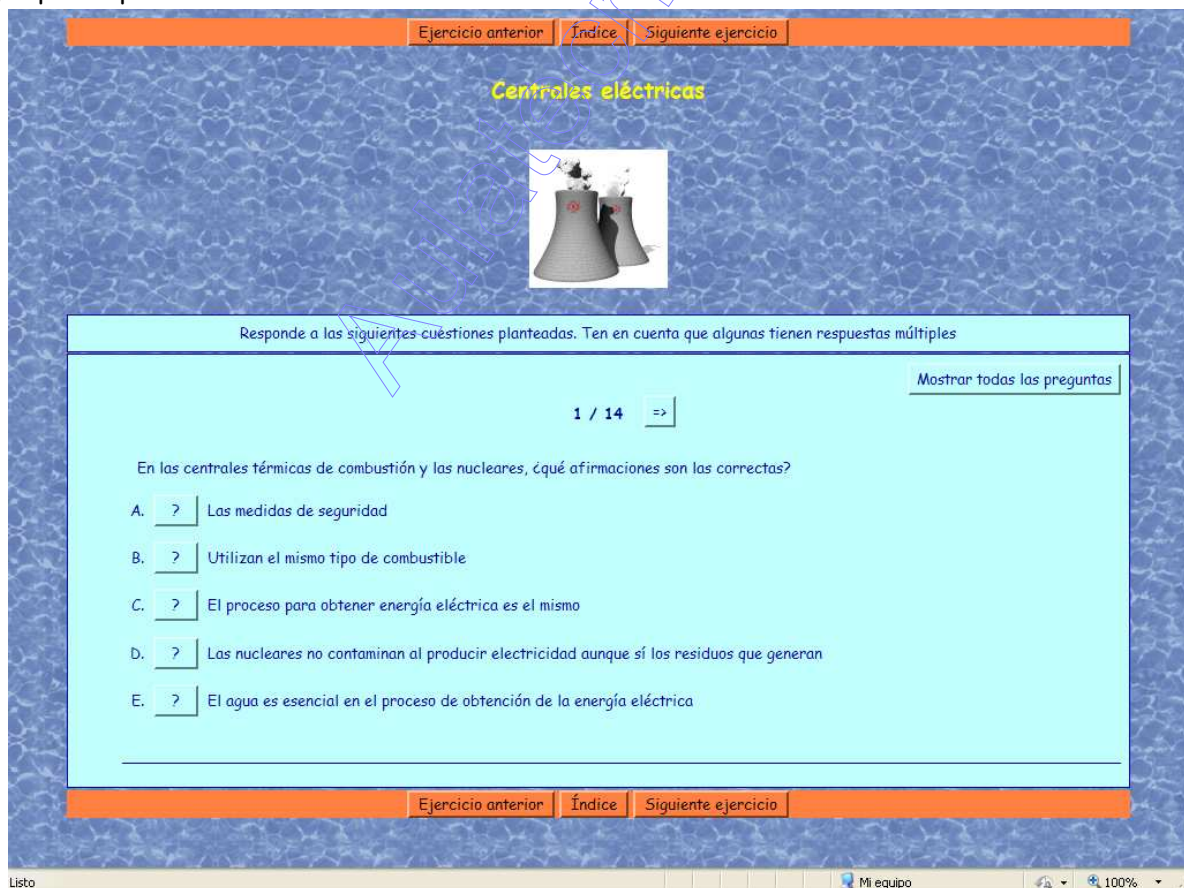 Ejercicio anterior Índice Siguiente ejercicio
Centrales eléctricas
Responde a las siguientes cuestiones planteadas. Ten en cuenta que algunas tienen respuestas múltiples
Mostrar todas las preguntas
1 / 14 =>
En las centrales térmicas de combustión y las nucleares, ¿qué afirmaciones son las correctas?
A. ? Las medidas de seguridad
B. ? Utilizan el mismo tipo de combustible
C. ? El proceso para obtener energía eléctrica es el mismo
D. ? Las nucleares no contaminan al producir electricidad aunque sí los residuos que generan
E. ? El agua es esencial en el proceso de obtención de la energía eléctrica
Ejercicio anterior Índice Siguiente ejercicio
Listo Mi equipo 100%